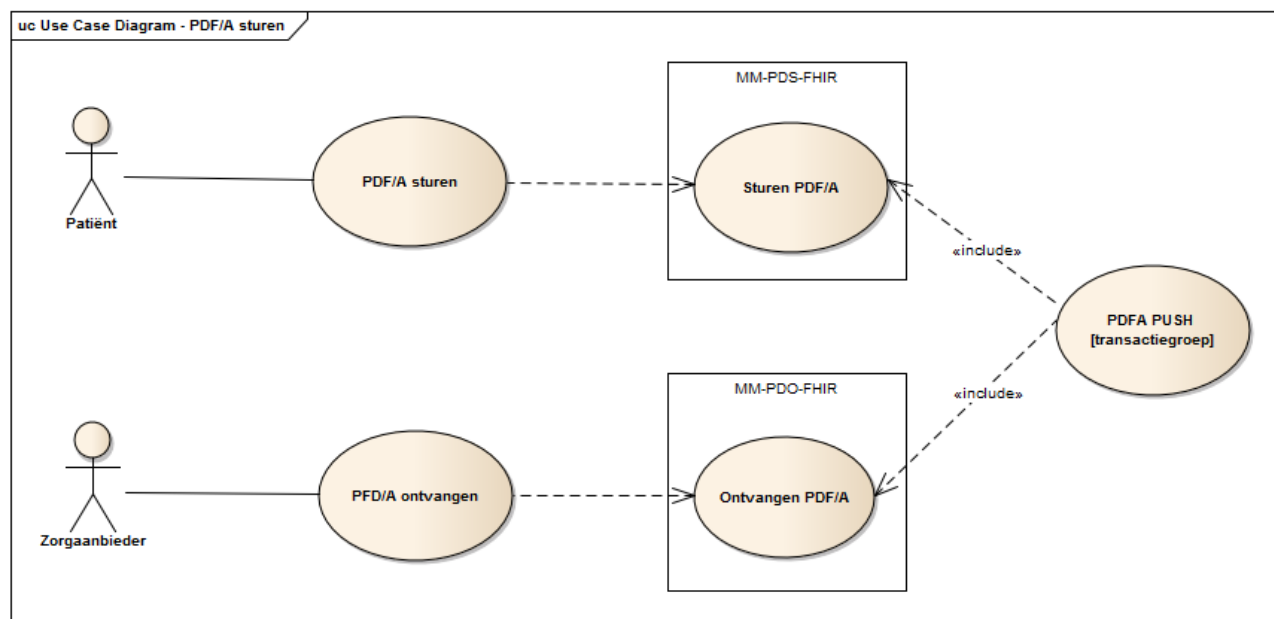 uc Use Case Diagram - PDF/A sturen
MM-PDS-FHIR
Patiënt
PDF/A sturen
Sturen PDF/A
«include»
PDFA PUSH
[transactiegroep]
MM-PDO-FHIR
«include»
Zorgaanbieder
PFD/A ontvangen
Ontvangen PDF/A